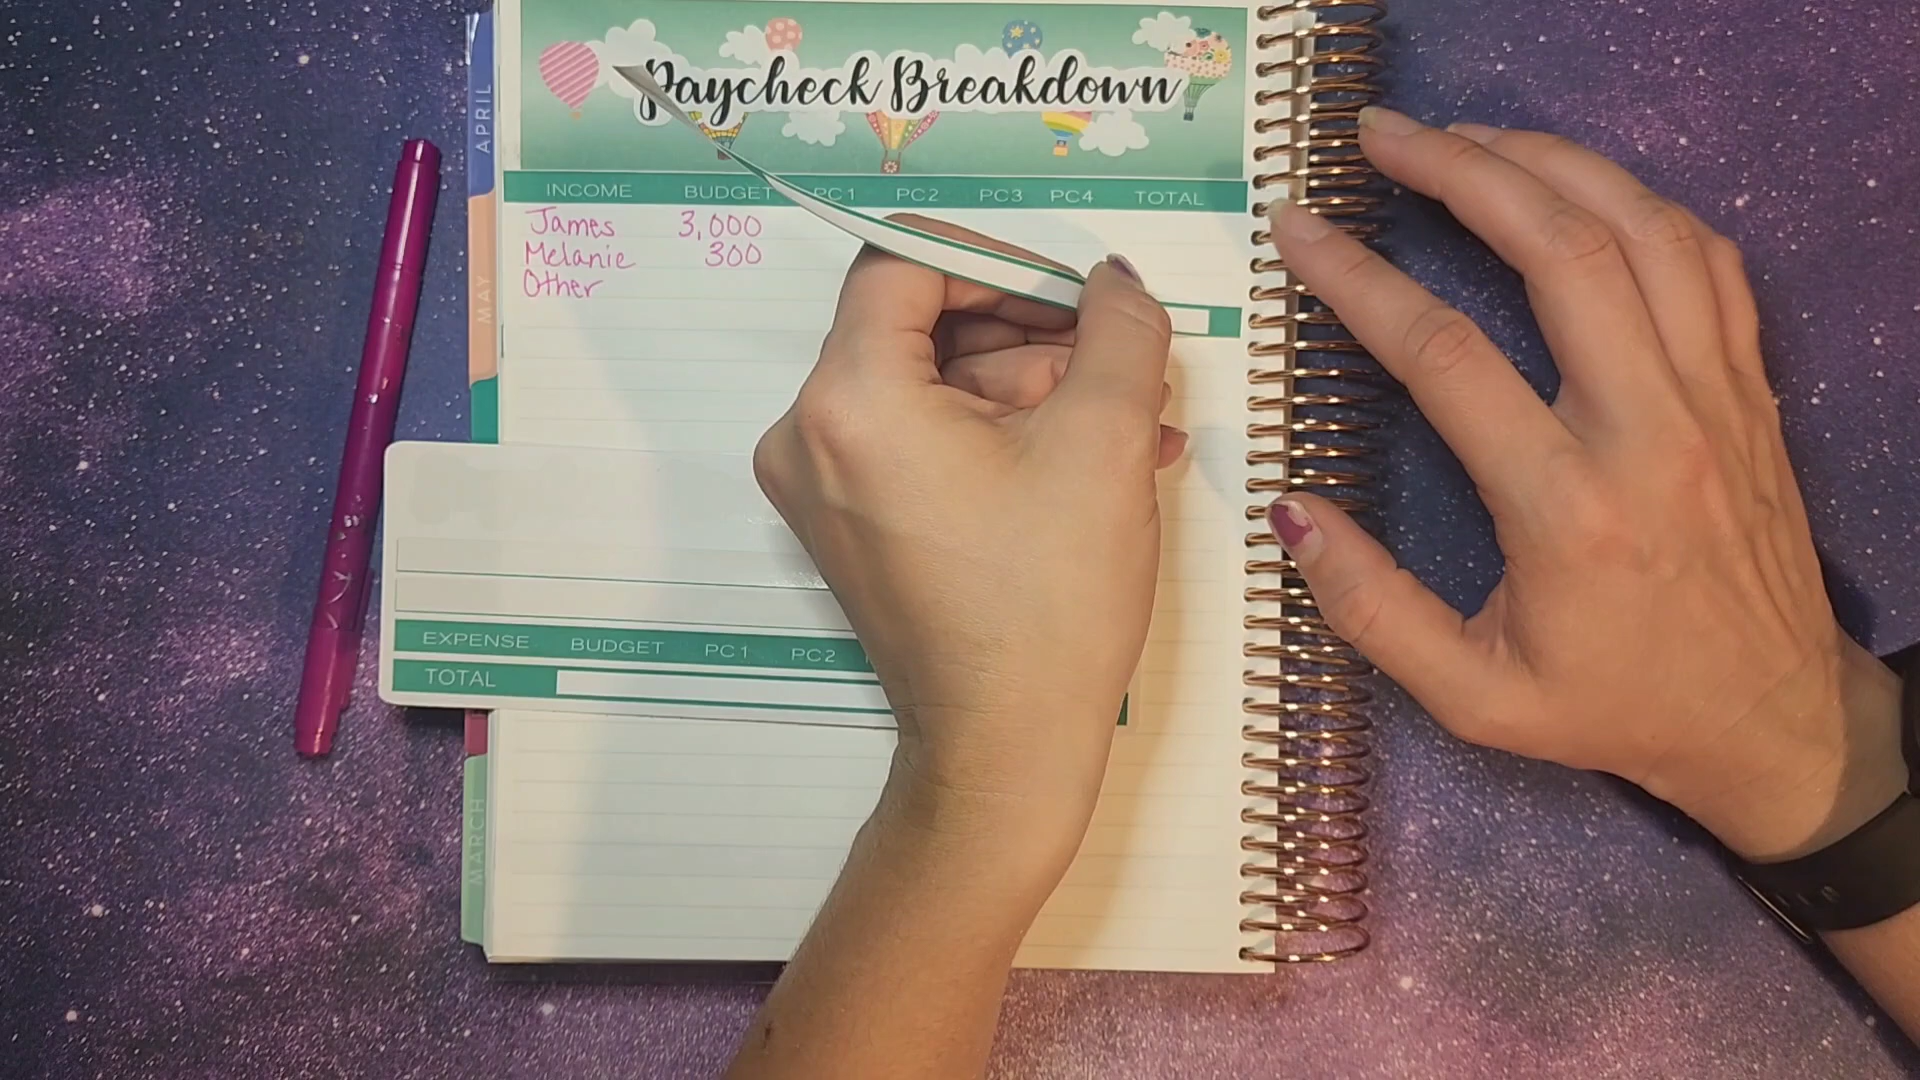 Paycheck Breakdown
INCOME BUDGET PC1 PC2 PC3 PC4 TOTAL
James 3,000
Melanie 300
Other
EXPENSE BUDGET PC1 PC2
TOTAL
APRIL
MAY
MARCH